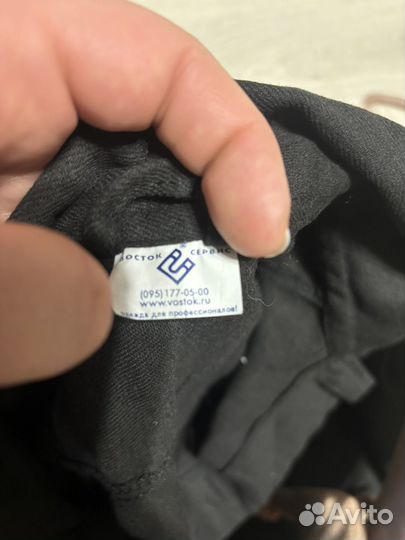 ВОСТОК ® СЕРВИС
(095)177-05-00
www.vostok.ru
одежда для профессионалов!
Avito